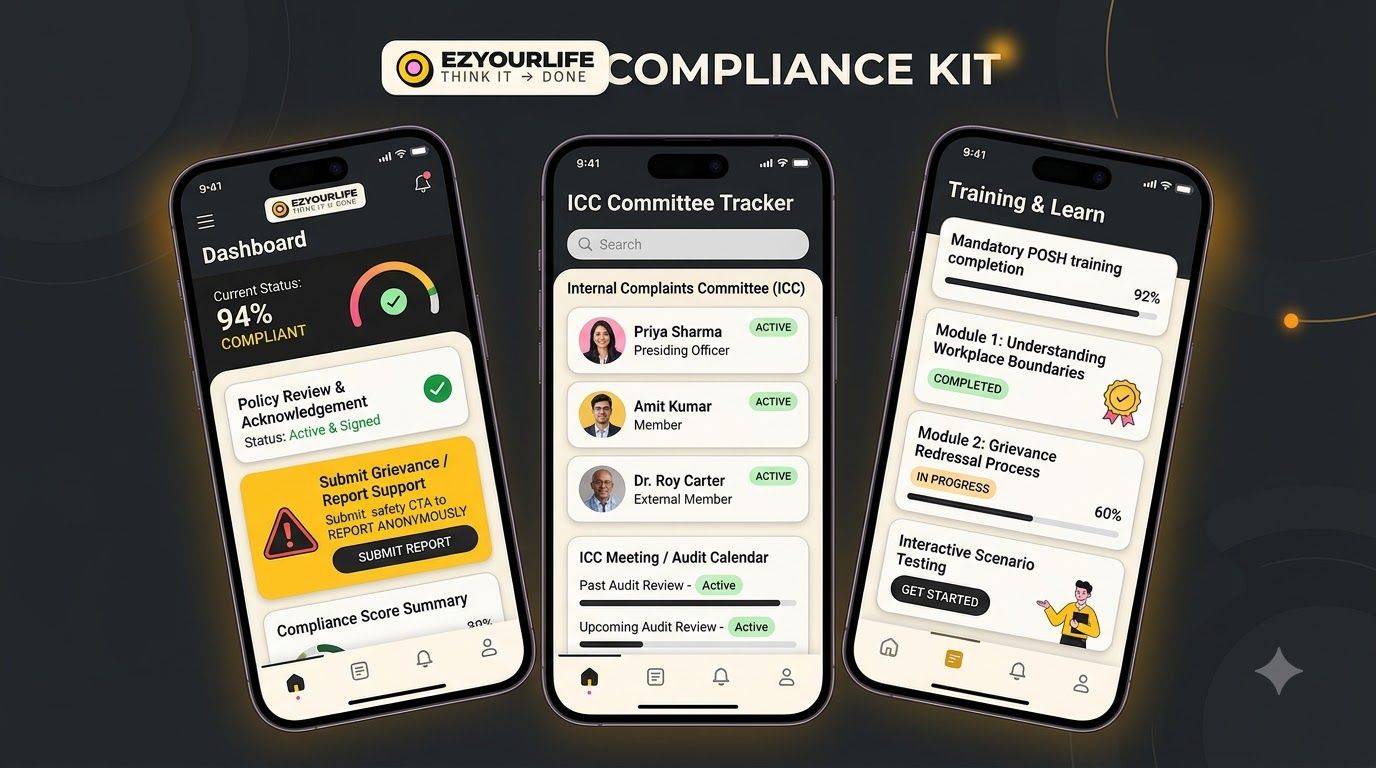 EZYOURLIFE
THINK IT → DONE
COMPLIANCE KIT
9:41
EZYOURLIFE
Dashboard
Current Status:
94%
COMPLIANT
Policy Review &
Acknowledgement
Status: Active & Signed
Submit Grievance /
Report Support
Submit safety CTA to
REPORT ANONYMOUSLY
SUBMIT REPORT
Compliance Score Summary
9:41
ICC Committee Tracker
Search
Internal Complaints Committee (ICC)
Priya Sharma
ACTIVE
Presiding Officer
Amit Kumar
ACTIVE
Member
Dr. Roy Carter
ACTIVE
External Member
ICC Meeting / Audit Calendar
Past Audit Review - Active
Upcoming Audit Review - Active
9:41
Training & Learn
Mandatory POSH training
completion
92%
Module 1: Understanding
Workplace Boundaries
COMPLETED
Module 2: Grievance
Redressal Process
IN PROGRESS
60%
Interactive Scenario
Testing
GET STARTED